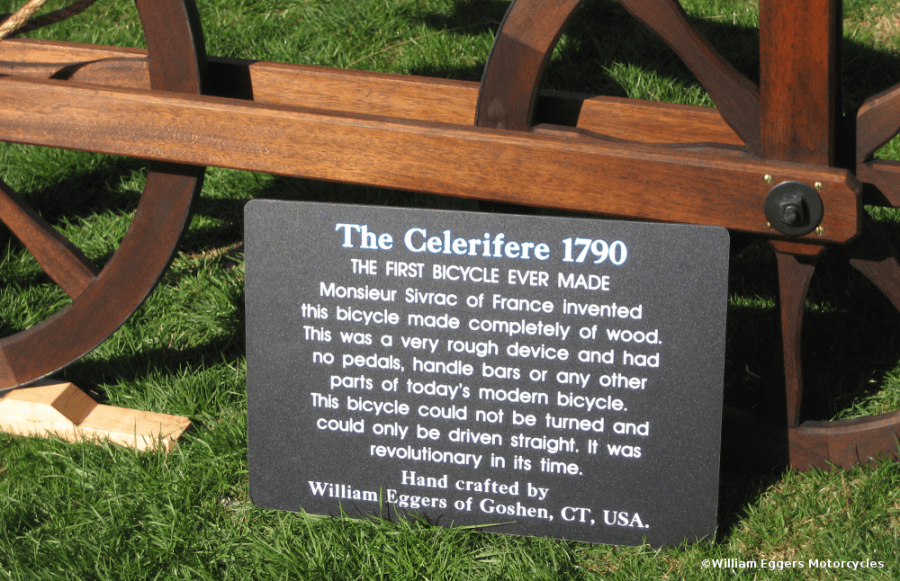 The Celerifere 1790
THE FIRST BICYCLE EVER MADE
Monsieur Sivrac of France invented
this bicycle made completely of wood.
This was a very rough device and had
no pedals, handle bars or any other
parts of today's modern bicycle.
This bicycle could not be turned and
could only be driven straight. It was
revolutionary in its time.
Hand crafted by
William Eggers of Goshen, CT, USA.
©William Eggers Motorcycles